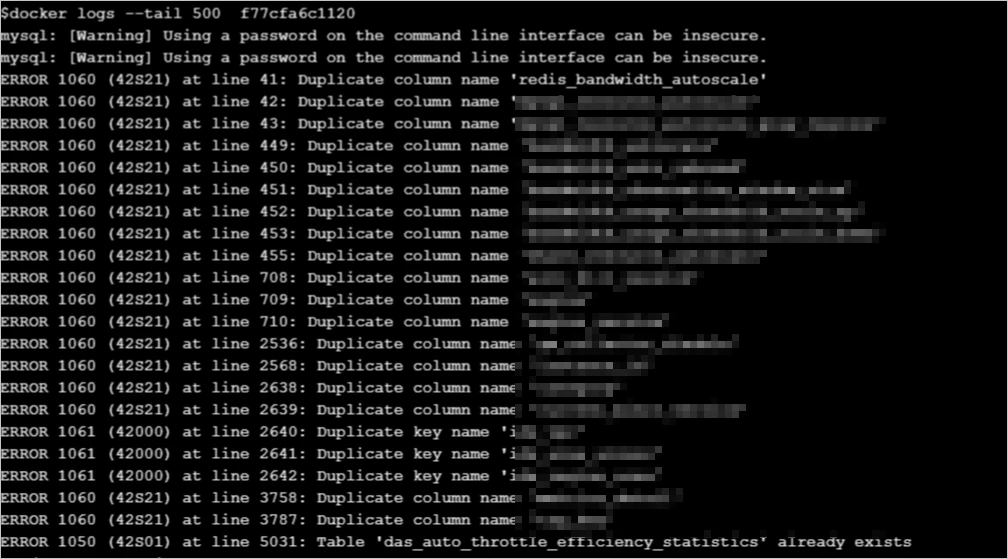 $docker logs --tail 500  f77cfa6c1120
mysql: [Warning] Using a password on the command line interface can be insecure.
mysql: [Warning] Using a password on the command line interface can be insecure.
ERROR 1060 (42S21) at line 41: Duplicate column name 'redis_bandwidth_autoscale'
ERROR 1060 (42S21) at line 42: Duplicate column name '
ERROR 1060 (42S21) at line 43: Duplicate column name '
ERROR 1060 (42S21) at line 449: Duplicate column name
ERROR 1060 (42S21) at line 450: Duplicate column name
ERROR 1060 (42S21) at line 451: Duplicate column name
ERROR 1060 (42S21) at line 452: Duplicate column name
ERROR 1060 (42S21) at line 453: Duplicate column name
ERROR 1060 (42S21) at line 455: Duplicate column name
ERROR 1060 (42S21) at line 708: Duplicate column name
ERROR 1060 (42S21) at line 709: Duplicate column name
ERROR 1060 (42S21) at line 710: Duplicate column name
ERROR 1060 (42S21) at line 2536: Duplicate column name
ERROR 1060 (42S21) at line 2568: Duplicate column name
ERROR 1060 (42S21) at line 2638: Duplicate column name
ERROR 1060 (42S21) at line 2639: Duplicate column name
ERROR 1061 (42000) at line 2640: Duplicate key name
ERROR 1061 (42000) at line 2641: Duplicate key name
ERROR 1061 (42000) at line 2642: Duplicate key name
ERROR 1060 (42S21) at line 3758: Duplicate column name
ERROR 1060 (42S21) at line 3787: Duplicate column name
ERROR 1050 (42S01) at line 5031: Table 'das_auto_throttle_efficiency_statistics' already exists